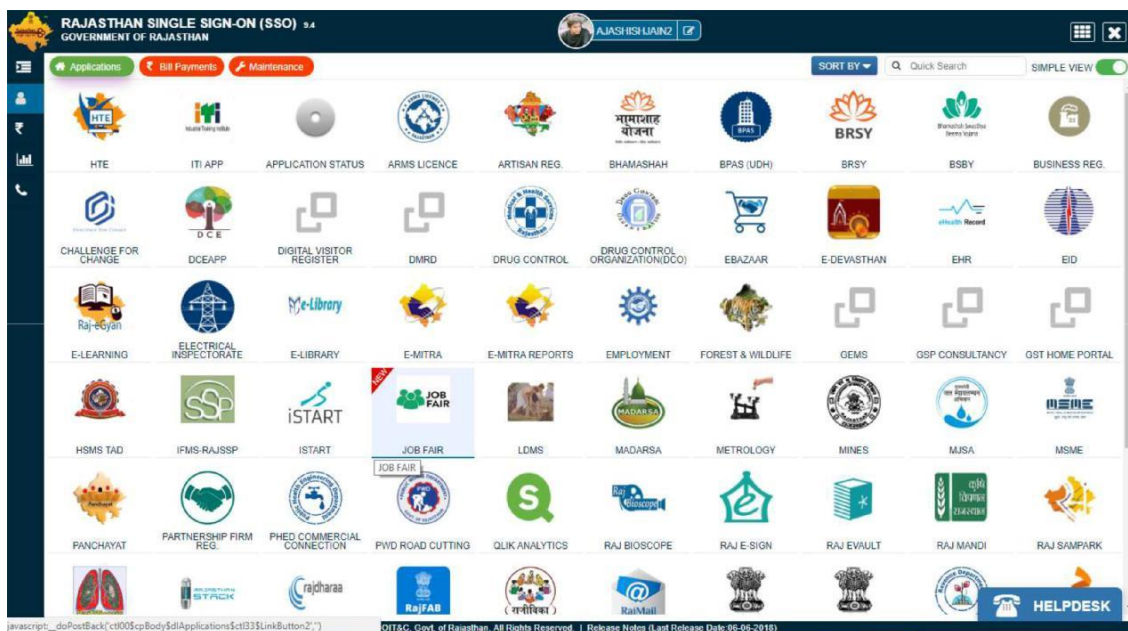 RAJASTHAN SINGLE SIGN-ON (SSO) 9.4
GOVERNMENT OF RAJASTHAN
AJASHISHJAIN2
Applications
₹ Bill Payments
Maintenance
SORT BY
Quick Search
SIMPLE VIEW
HTE
भामाशाह
योजना
BPAS
BRSY
HTE
ITI APP
APPLICATION STATUS
ARMS LICENCE
ARTISAN REG.
BHAMASHAH
BPAS (UDH)
BRSY
BSBY
BUSINESS REG.
DCE
eHealth Record
CHALLENGE FOR
CHANGE
DCEAPP
DIGITAL VISITOR
REGISTER
DMRD
DRUG CONTROL
DRUG CONTROL
ORGANIZATION(DCO)
EBAZAAR
E-DEVASTHAN
EHR
EID
Raj-eGyan
e-Library
E-LEARNING
ELECTRICAL
INSPECTORATE
E-LIBRARY
E-MITRA
E-MITRA REPORTS
EMPLOYMENT
FOREST & WILDLIFE
GEMS
GSP CONSULTANCY
GST HOME PORTAL
SSP
iSTART
NEW
JOB
FAIR
MADARSA
HSMS TAD
IFMS-RAJSSP
ISTART
JOB FAIR
LDMS
MADARSA
METROLOGY
MINES
MJSA
MSME
JOB FAIR
Panchayat
PWD
S
Raj
Bioscope
कृषि
विपणन
राजस्थान
PANCHAYAT
PARTNERSHIP FIRM
REG.
PHED COMMERCIAL
CONNECTION
PWD ROAD CUTTING
QLIK ANALYTICS
RAJ BIOSCOPE
RAJ E-SIGN
RAJ EVAULT
RAJ MANDI
RAJ SAMPARK
RAJASTHAN
STACK
rajdharaa
RajFAB
(राजीविका)
RajMail
HELPDESK
javascript:__doPostBack('ctl00$cpBody$dlApplications$ctl33$LinkButton2','')
OIT&C, Govt. of Rajasthan. All Rights Reserved. | Release Notes (Last Release Date:06-06-2018)